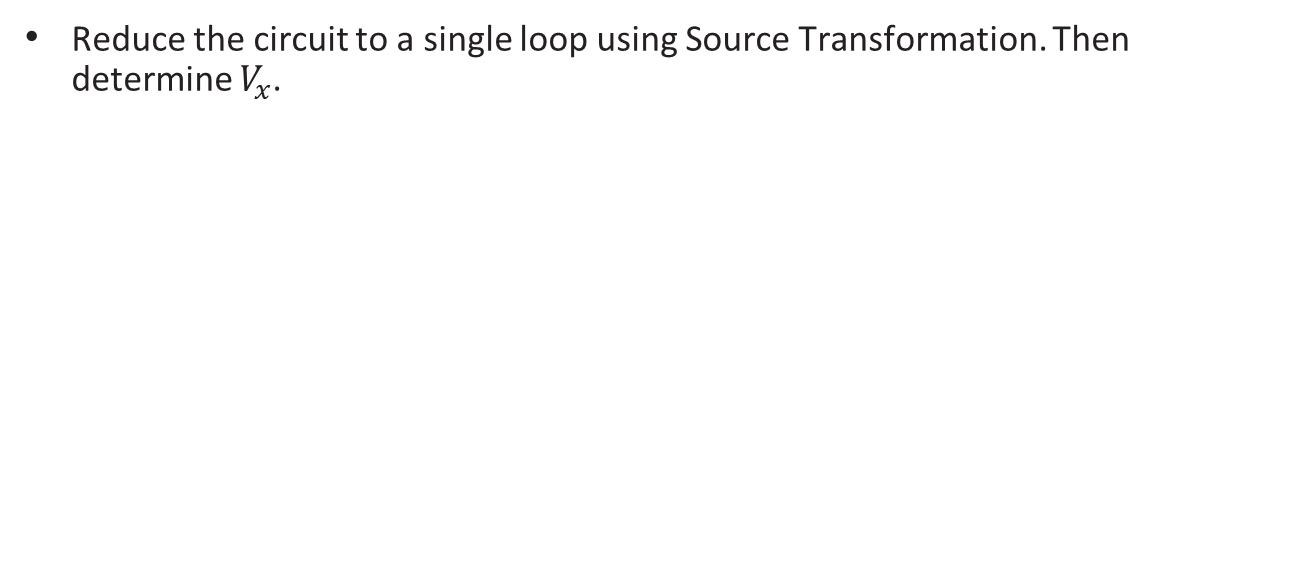 • Reduce the circuit to a single loop using Source Transformation. Then
determine Vₓ.